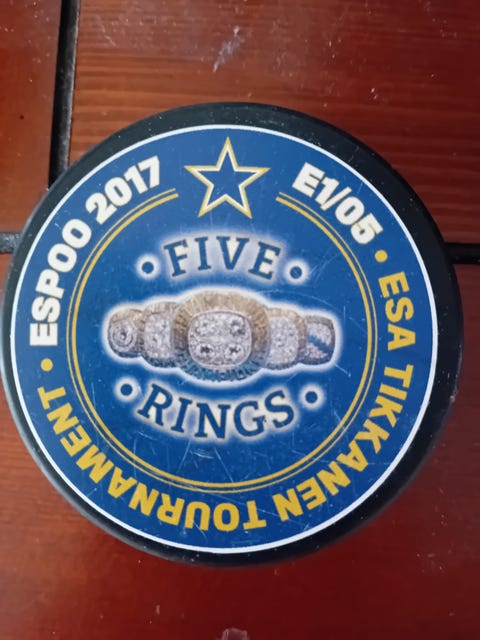 ESPOO 2017
E1/05
ESA TIKKANEN TOURNAMENT
FIVE
RINGS